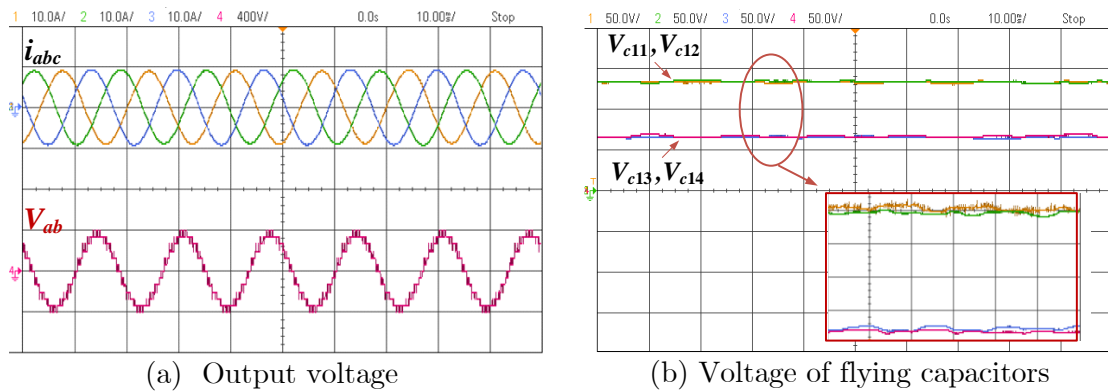 1 10.0A/ 2 10.0A/ 3 10.0A/ 4 400V/ 0.0s 10.00ms/ Stop
i_abc
V_ab
(a) Output voltage
1 50.0V/ 2 50.0V/ 3 50.0V/ 4 50.0V/ 0.0s 10.00ms/ Stop
V_c11, V_c12
V_c13, V_c14
(b) Voltage of flying capacitors